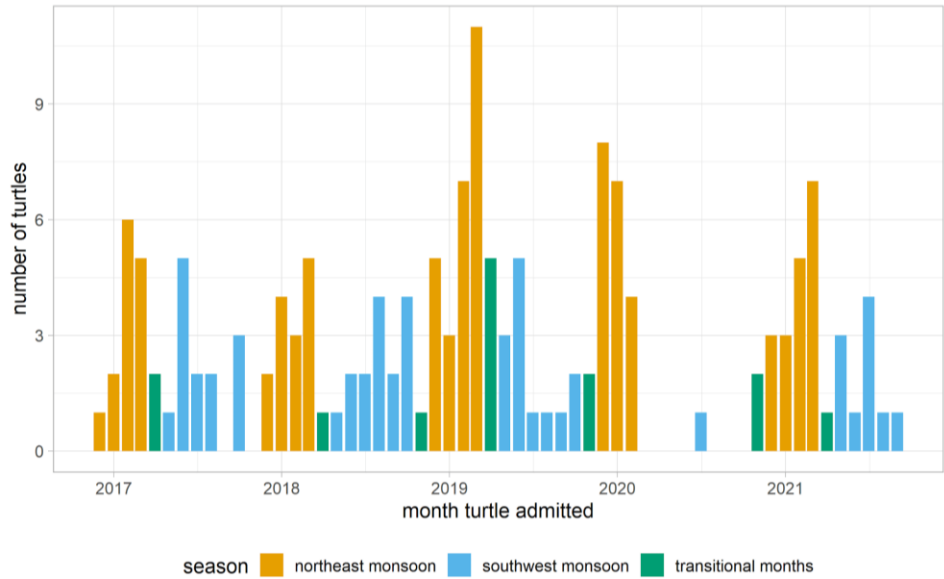 9
6
3
0
number of turtles
2017 2018 2019 2020 2021
month turtle admitted
season northeast monsoon southwest monsoon transitional months